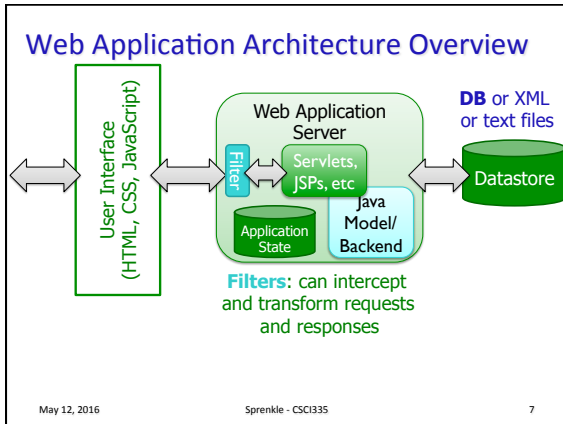 Web Application Architecture Overview
User Interface
(HTML, CSS, JavaScript)
Web Application
Server
Filter
Servlets,
JSPs, etc
Application
State
Java
Model/
Backend
DB or XML
or text files
Datastore
Filters: can intercept
and transform requests
and responses
May 12, 2016
Sprenkle - CSCI335
7